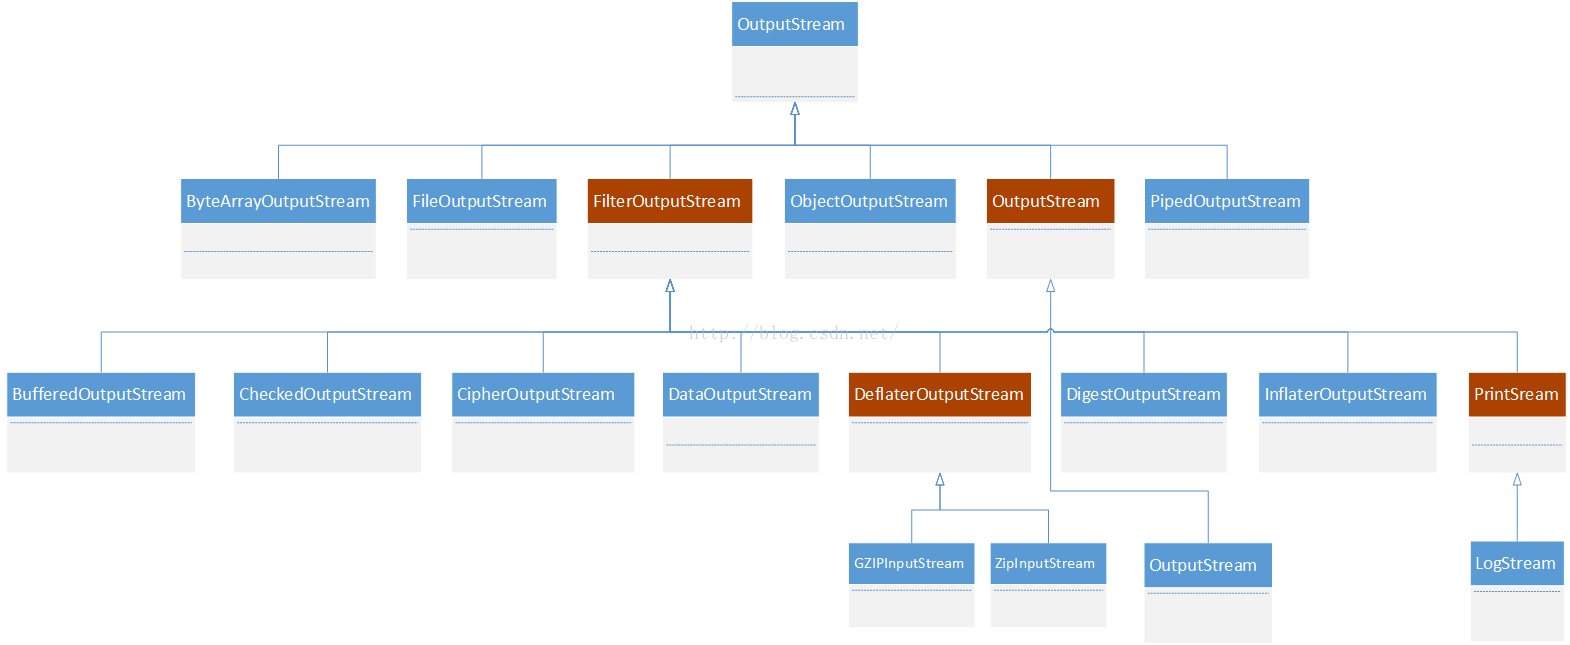 OutputStream
ByteArrayOutputStream
FileOutputStream
FilterOutputStream
ObjectOutputStream
OutputStream
PipedOutputStream
http://blog.csdn.net/
BufferedOutputStream
CheckedOutputStream
CipherOutputStream
DataOutputStream
DeflaterOutputStream
DigestOutputStream
InflaterOutputStream
PrintSream
GZIPInputStream
ZipInputStream
OutputStream
LogStream